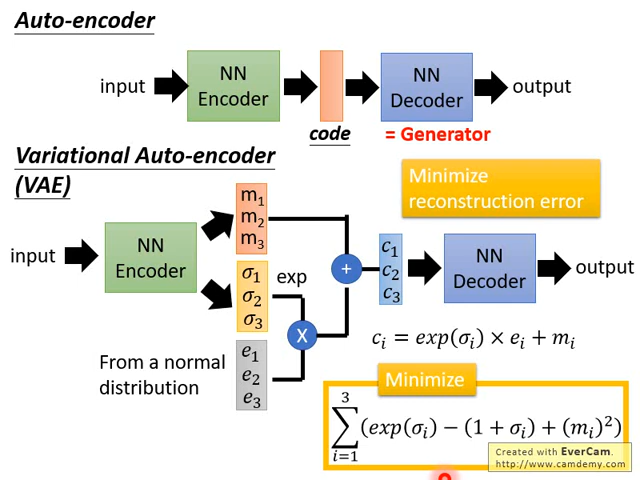 Auto-encoder
input
NN
Encoder
code
NN
Decoder
output
= Generator
Variational Auto-encoder
(VAE)
Minimize
reconstruction error
input
NN
Encoder
m₁
m₂
m₃
σ₁
σ₂
σ₃
exp
From a normal
distribution
e₁
e₂
e₃
X
+
c₁
c₂
c₃
NN
Decoder
output
cᵢ = exp(σᵢ) × eᵢ + mᵢ
Minimize
3
∑(exp(σᵢ) − (1 + σᵢ) + (mᵢ)²)
i=1
Created with EverCam.
http://www.camdemy.com